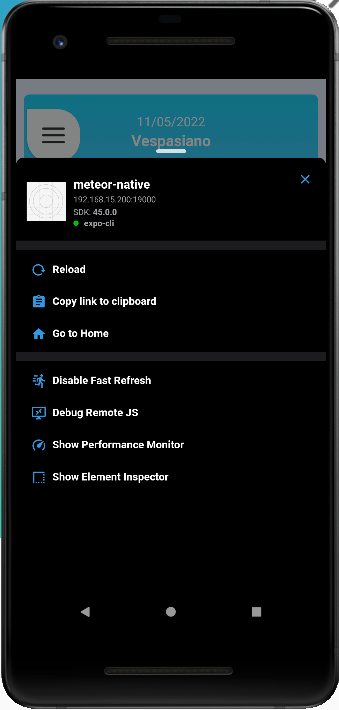 11/05/2022
Vespasiano
meteor-native
192.168.15.200:19000
SDK: 45.0.0
expo-cli
Reload
Copy link to clipboard
Go to Home
Disable Fast Refresh
Debug Remote JS
Show Performance Monitor
Show Element Inspector